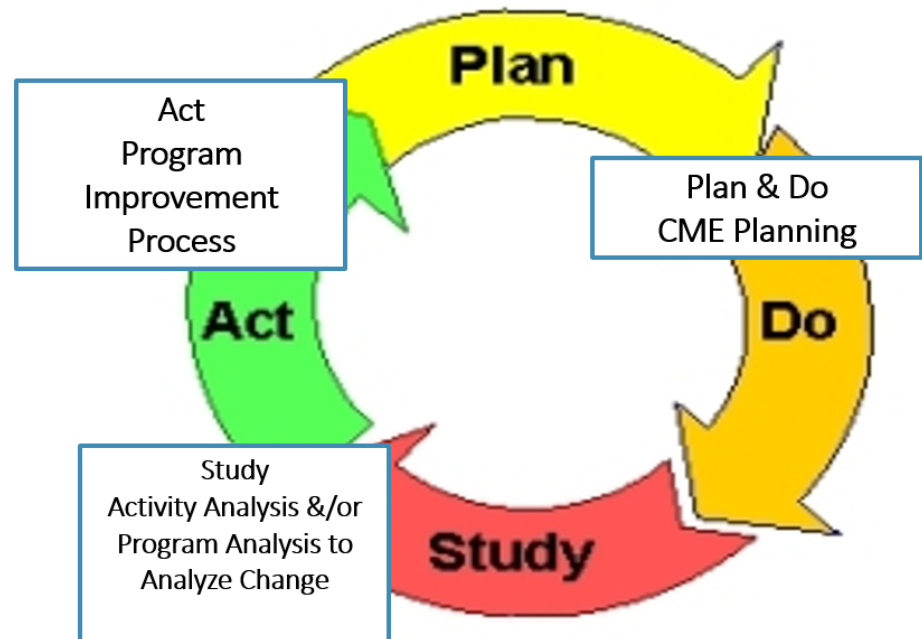 Plan
Act
Program
Improvement
Process
Plan & Do
CME Planning
Act
Do
Study
Activity Analysis &/or
Program Analysis to
Analyze Change
Study